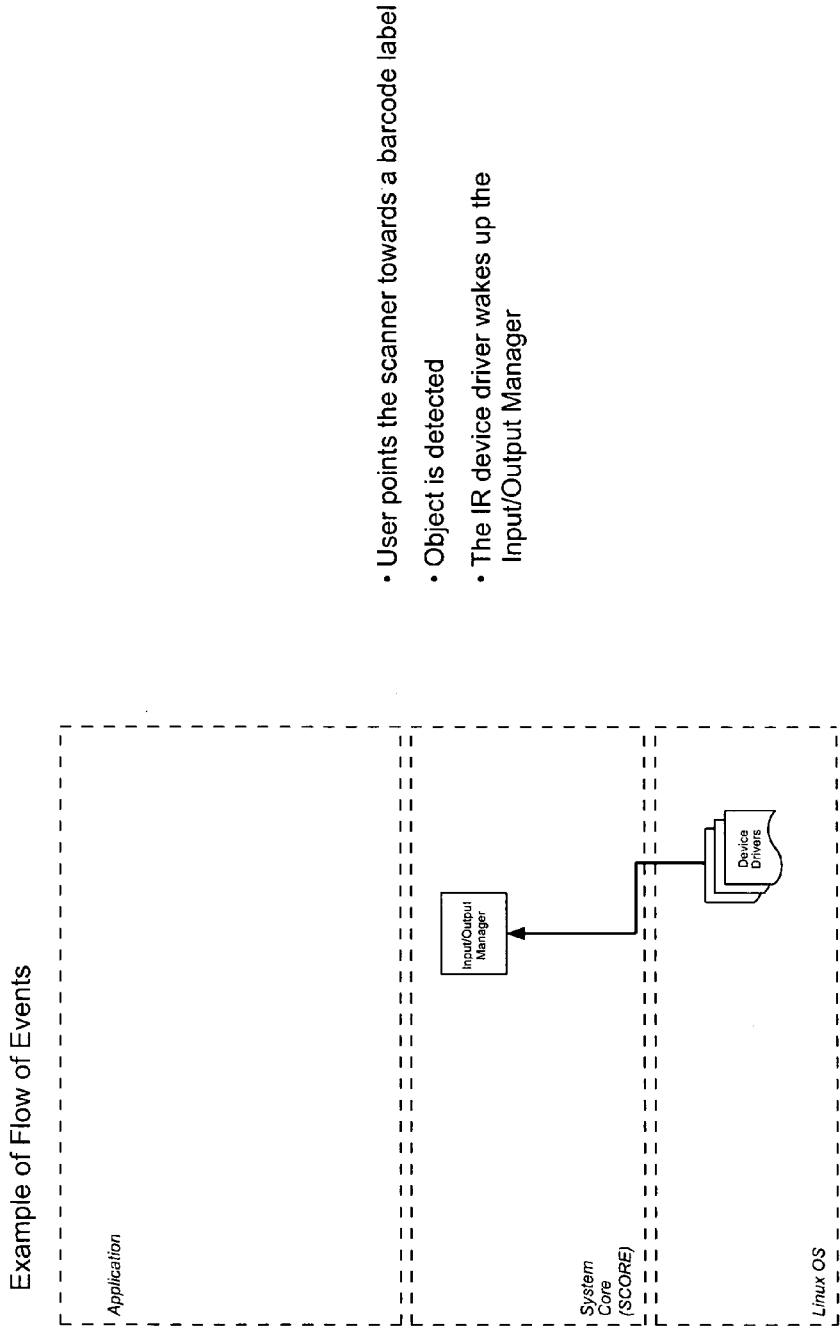 Example of Flow of Events
Application
System
Core
(SCORE)
Input/Output
Manager
Linux OS
Device
Drivers
• User points the scanner towards a barcode label
• Object is detected
• The IR device driver wakes up the
Input/Output Manager